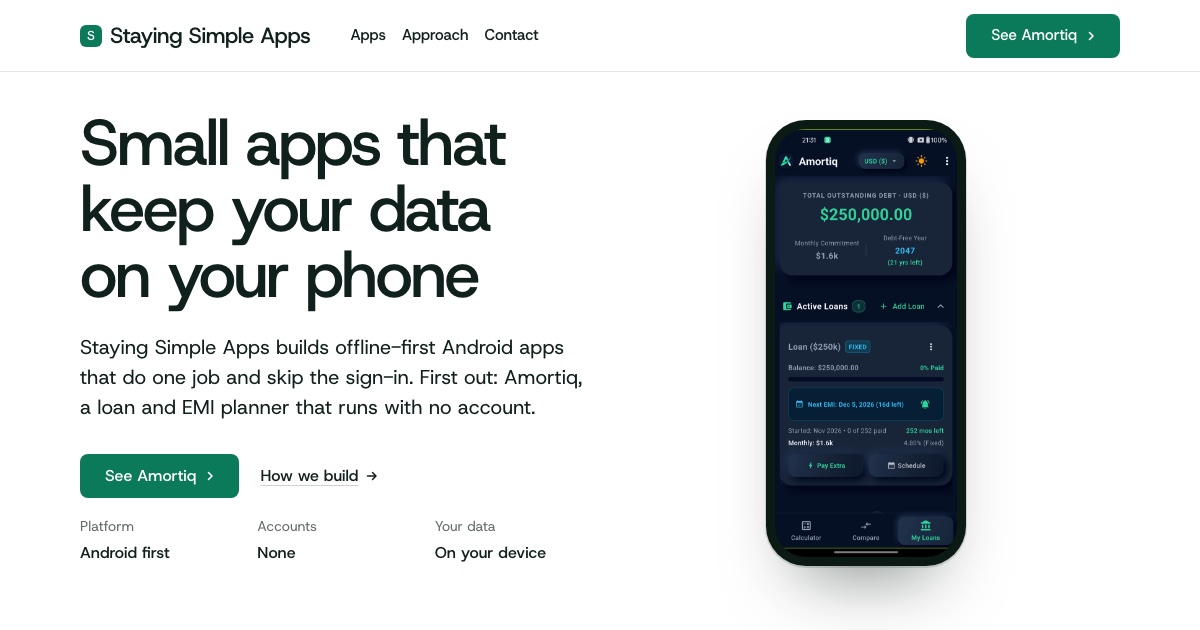 S Staying Simple Apps
Apps Approach Contact
See Amortiq
Small apps that
keep your data
on your phone
Staying Simple Apps builds offline-first Android apps
that do one job and skip the sign-in. First out: Amortiq,
a loan and EMI planner that runs with no account.
See Amortiq
How we build →
Platform
Android first
Accounts
None
Your data
On your device
21:31 S 100%
Amortiq
USD ($)
TOTAL OUTSTANDING DEBT · USD ($)
$250,000.00
Monthly Commitment
$1.6k
Debt-Free Year
2047
(21 yrs left)
Active Loans 1
+ Add Loan
Loan ($250k) FIXED
Balance: $250,000.00 0% Paid
Next EMI: Dec 5, 2026 (16d left)
Started: Nov 2026 • 0 of 252 paid 252 mos left
Monthly: $1.6k 4.00% (Fixed)
Pay Extra
Schedule
Calculator
Compare
My Loans